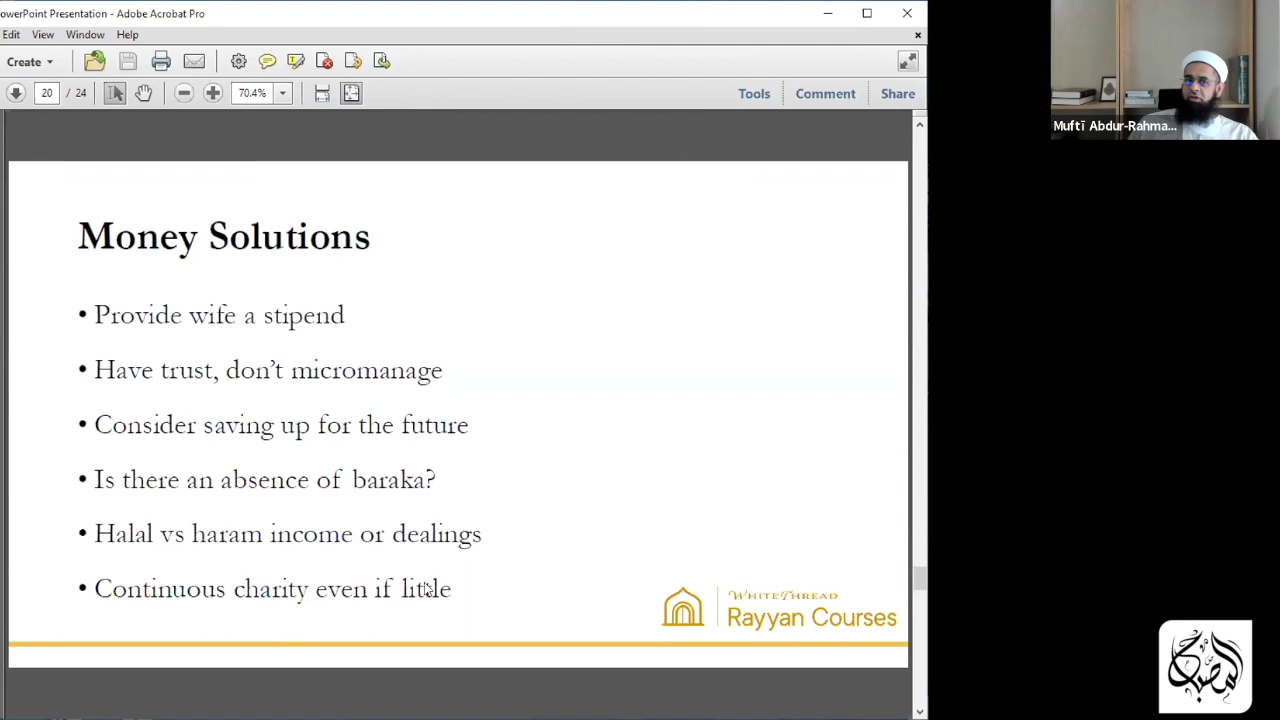 owerPoint Presentation - Adobe Acrobat Pro
Edit View Window Help
Create
20 / 24 70.4% Tools Comment Share
Muftī Abdur-Rahma...
Money Solutions
• Provide wife a stipend
• Have trust, don't micromanage
• Consider saving up for the future
• Is there an absence of baraka?
• Halal vs haram income or dealings
• Continuous charity even if little
WHITETHREAD
Rayyan Courses